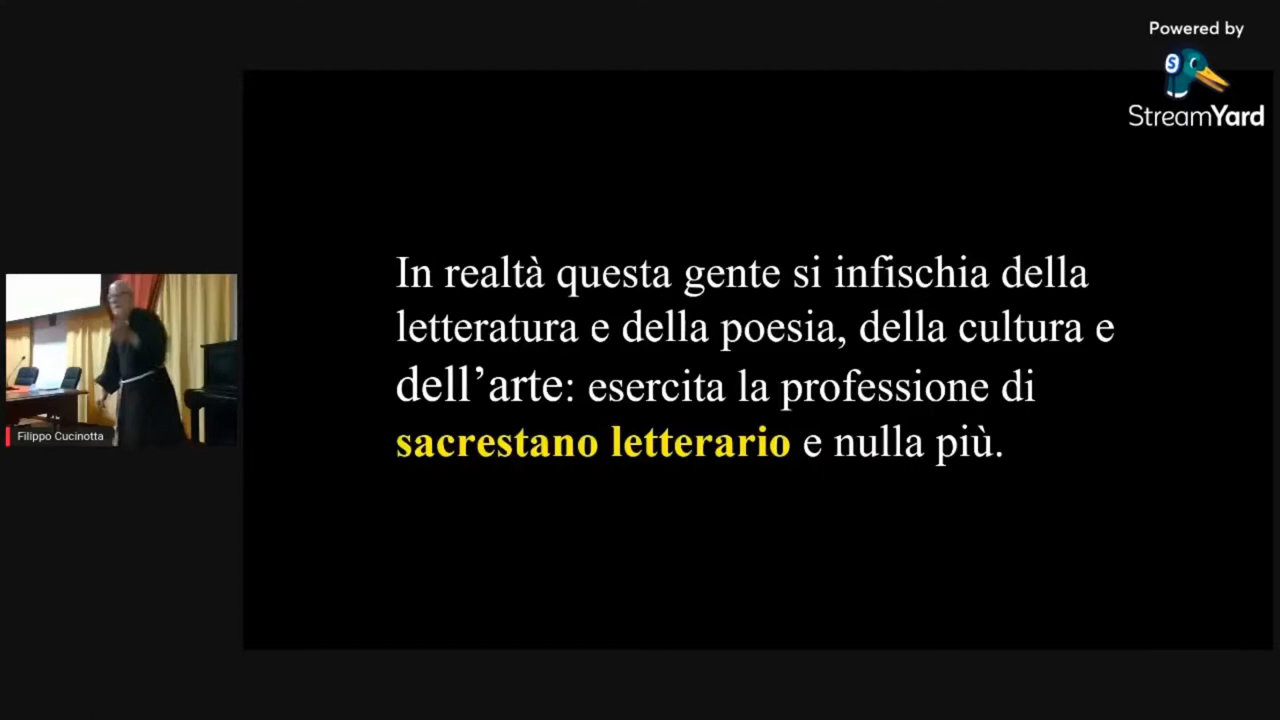 Powered by
S
StreamYard
In realtà questa gente si infischia della
letteratura e della poesia, della cultura e
dell’arte: esercita la professione di
sacrestano letterario e nulla più.
Filippo Cucinotta